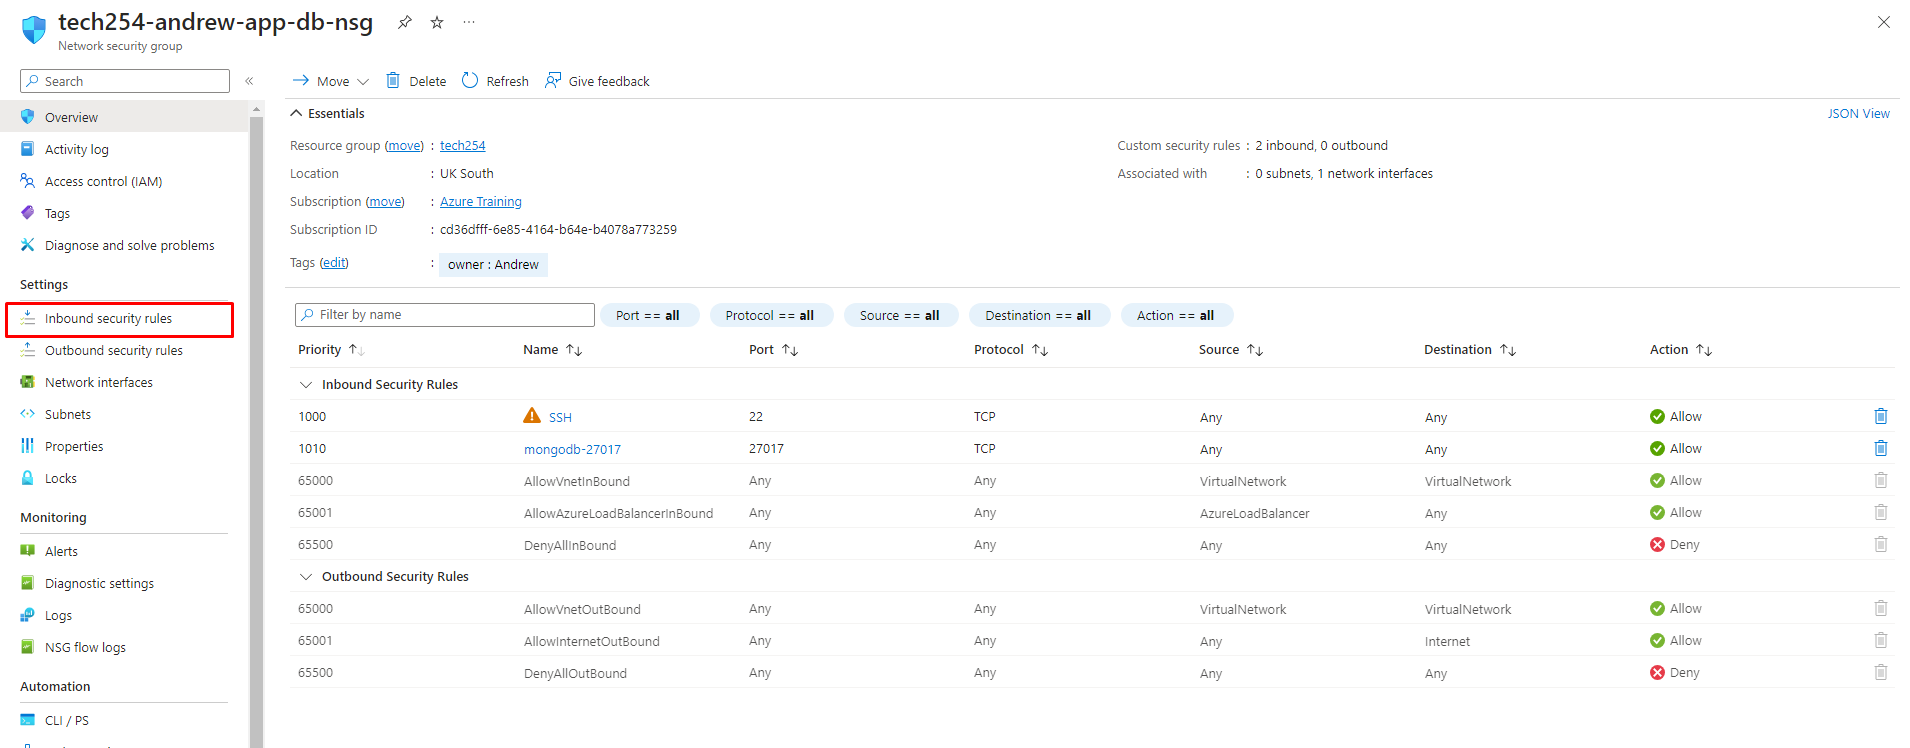 tech254-andrew-app-db-nsg
Network security group
Search
Move
Delete
Refresh
Give feedback
Overview
Activity log
Access control (IAM)
Tags
Diagnose and solve problems
Settings
Inbound security rules
Outbound security rules
Network interfaces
Subnets
Properties
Locks
Monitoring
Alerts
Diagnostic settings
Logs
NSG flow logs
Automation
CLI / PS
Essentials
JSON View
Resource group (move) : tech254
Location : UK South
Subscription (move) : Azure Training
Subscription ID : cd36dfff-6e85-4164-b64e-b4078a773259
Tags (edit) : owner : Andrew
Custom security rules : 2 inbound, 0 outbound
Associated with : 0 subnets, 1 network interfaces
Filter by name Port == all Protocol == all Source == all Destination == all Action == all
Priority Name Port Protocol Source Destination Action
Inbound Security Rules
1000 SSH 22 TCP Any Any Allow
1010 mongodb-27017 27017 TCP Any Any Allow
65000 AllowVnetInBound Any Any VirtualNetwork VirtualNetwork Allow
65001 AllowAzureLoadBalancerInBound Any Any AzureLoadBalancer Any Allow
65500 DenyAllInBound Any Any Any Any Deny
Outbound Security Rules
65000 AllowVnetOutBound Any Any VirtualNetwork VirtualNetwork Allow
65001 AllowInternetOutBound Any Any Any Internet Allow
65500 DenyAllOutBound Any Any Any Any Deny